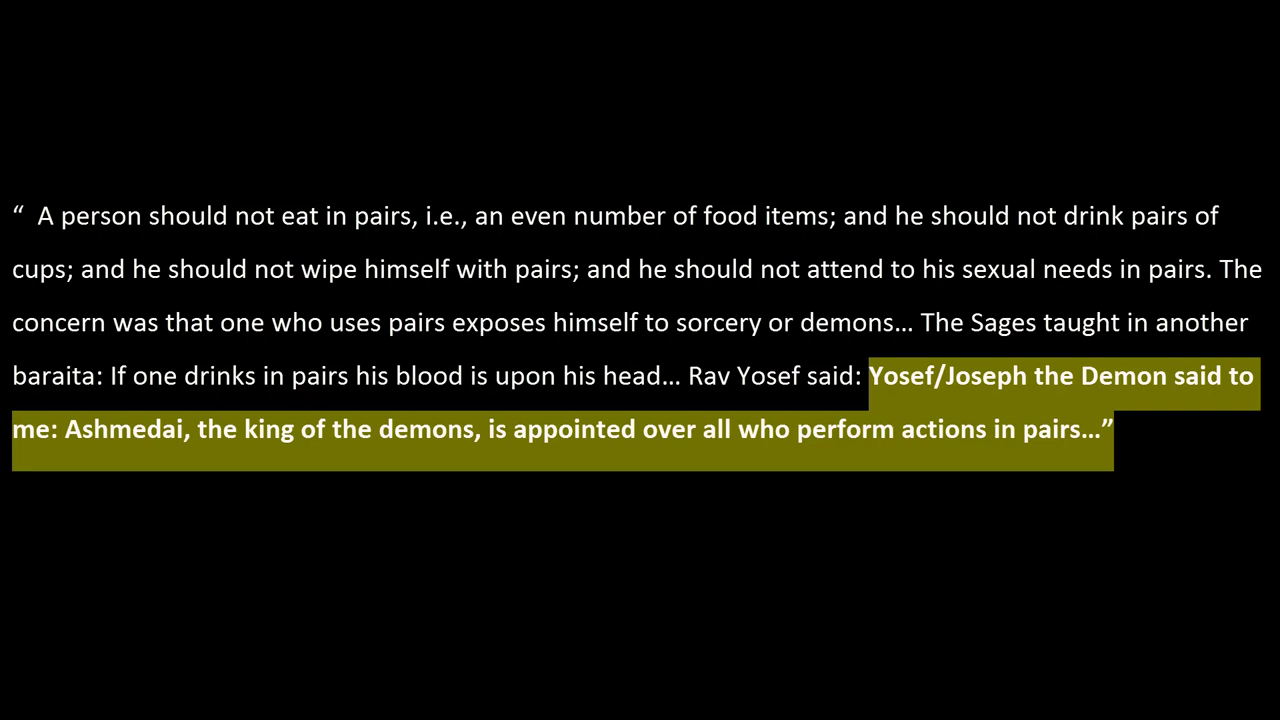 “  A person should not eat in pairs, i.e., an even number of food items; and he should not drink pairs of
cups; and he should not wipe himself with pairs; and he should not attend to his sexual needs in pairs. The
concern was that one who uses pairs exposes himself to sorcery or demons… The Sages taught in another
baraita: If one drinks in pairs his blood is upon his head… Rav Yosef said: Yosef/Joseph the Demon said to
me: Ashmedai, the king of the demons, is appointed over all who perform actions in pairs…”